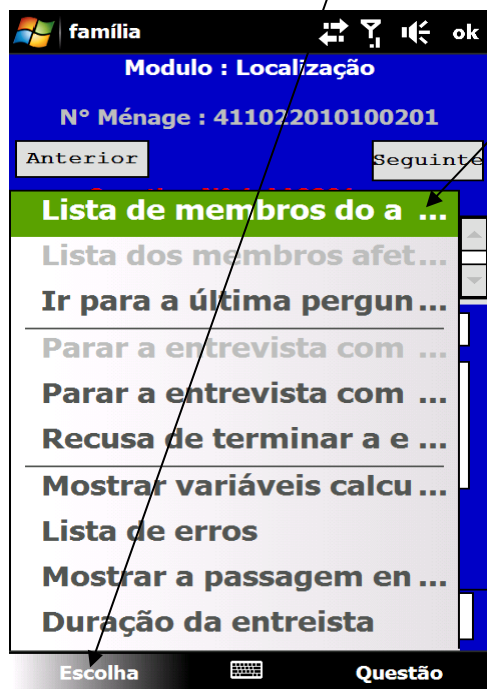 família ok
Modulo : Localização
N° Ménage : 411022010100201
Anterior Seguinte
Lista de membros do a ...
Lista dos membros afet...
Ir para a última pergun...
Parar a entrevista com ...
Parar a entrevista com ...
Recusa de terminar a e ...
Mostrar variáveis calcu...
Lista de erros
Mostrar a passagem en...
Duração da entreista
Escolha Questão